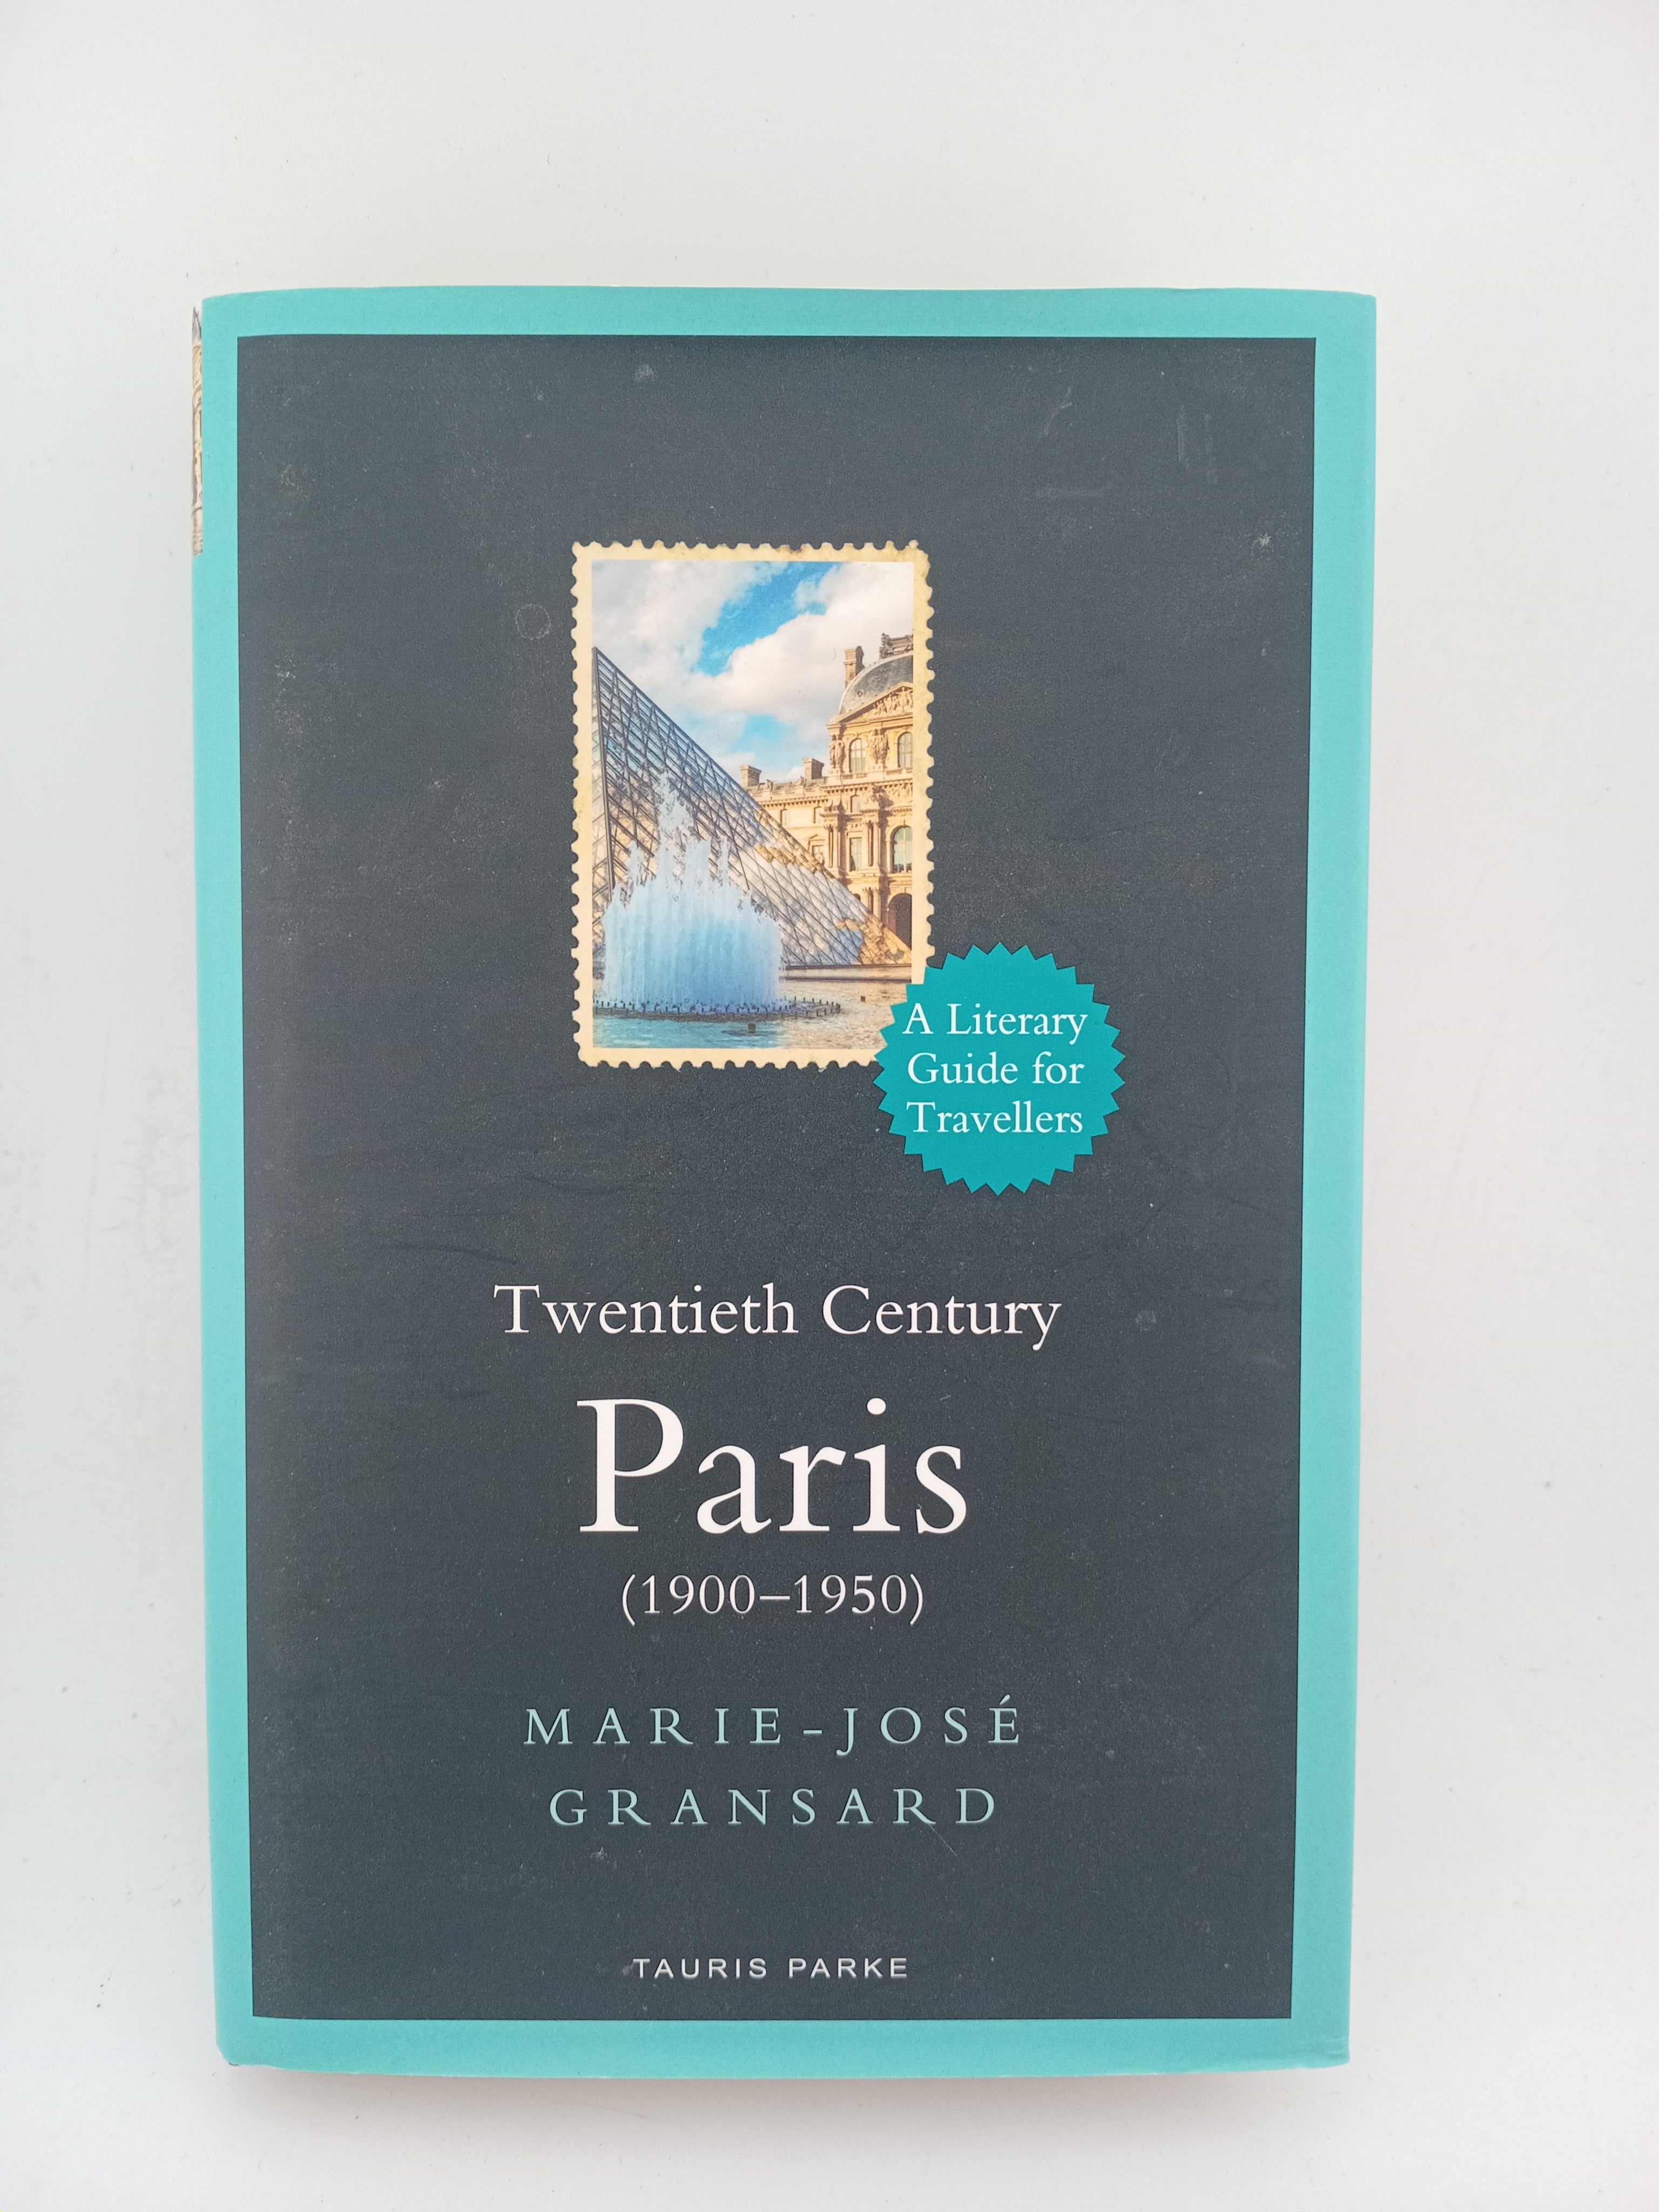 A Literary
Guide for
Travellers
Twentieth Century
Paris
(1900–1950)
MARIE-JOSÉ
GRANSARD
TAURIS PARKE